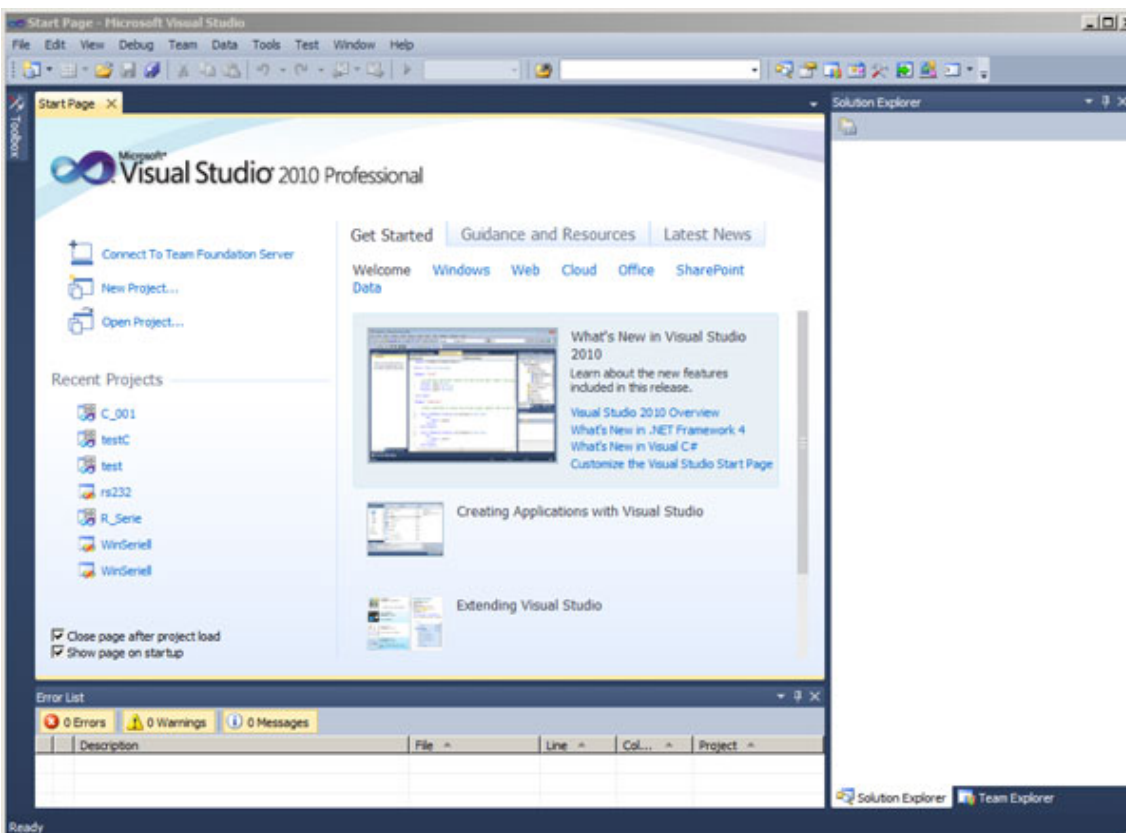 Start Page - Microsoft Visual Studio
File Edit View Debug Team Data Tools Test Window Help
Toolbox
Start Page
Solution Explorer
Microsoft
Visual Studio 2010 Professional
Connect To Team Foundation Server
New Project...
Open Project...
Recent Projects
C_001
testC
test
rs232
R_Serie
WinSeriell
WinSeriell
Close page after project load
Show page on startup
Get Started Guidance and Resources Latest News
Welcome Windows Web Cloud Office SharePoint
Data
What's New in Visual Studio
2010
Learn about the new features
included in this release.
Visual Studio 2010 Overview
What's New in .NET Framework 4
What's New in Visual C#
Customize the Visual Studio Start Page
Creating Applications with Visual Studio
Extending Visual Studio
Error List
0 Errors 0 Warnings 0 Messages
Description File Line Col... Project
Solution Explorer Team Explorer
Ready